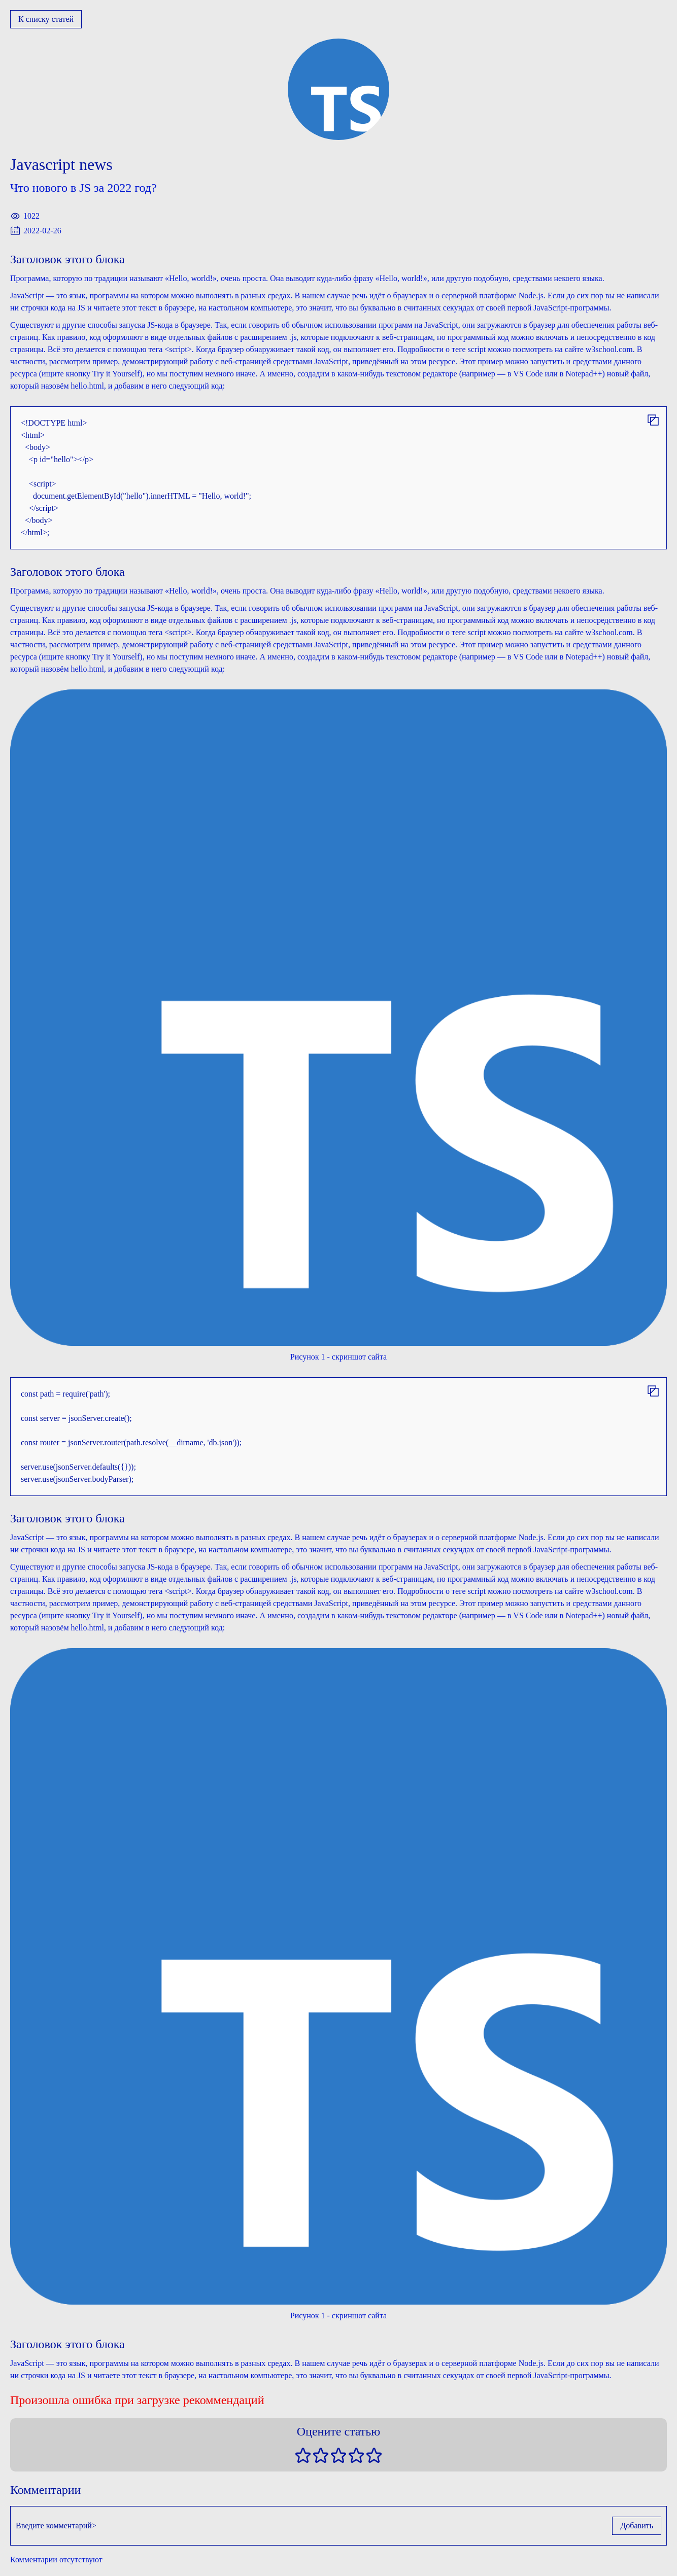 К списку статей
TS
Javascript news
Что нового в JS за 2022 год?
1022
2022-02-26
Заголовок этого блока
Программа, которую по традиции называют «Hello, world!», очень проста. Она выводит куда-либо фразу «Hello, world!», или другую подобную, средствами некоего языка.
JavaScript — это язык, программы на котором можно выполнять в разных средах. В нашем случае речь идёт о браузерах и о серверной платформе Node.js. Если до сих пор вы не написали
ни строчки кода на JS и читаете этот текст в браузере, на настольном компьютере, это значит, что вы буквально в считанных секундах от своей первой JavaScript-программы.
Существуют и другие способы запуска JS-кода в браузере. Так, если говорить об обычном использовании программ на JavaScript, они загружаются в браузер для обеспечения работы веб-
страниц. Как правило, код оформляют в виде отдельных файлов с расширением .js, которые подключают к веб-страницам, но программный код можно включать и непосредственно в код
страницы. Всё это делается с помощью тега <script>. Когда браузер обнаруживает такой код, он выполняет его. Подробности о теге script можно посмотреть на сайте w3school.com. В
частности, рассмотрим пример, демонстрирующий работу с веб-страницей средствами JavaScript, приведённый на этом ресурсе. Этот пример можно запустить и средствами данного
ресурса (ищите кнопку Try it Yourself), но мы поступим немного иначе. А именно, создадим в каком-нибудь текстовом редакторе (например — в VS Code или в Notepad++) новый файл,
который назовём hello.html, и добавим в него следующий код:
<!DOCTYPE html>
<html>
<body>
<p id="hello"></p>
<script>
document.getElementById("hello").innerHTML = "Hello, world!";
</script>
</body>
</html>;
Заголовок этого блока
Программа, которую по традиции называют «Hello, world!», очень проста. Она выводит куда-либо фразу «Hello, world!», или другую подобную, средствами некоего языка.
Существуют и другие способы запуска JS-кода в браузере. Так, если говорить об обычном использовании программ на JavaScript, они загружаются в браузер для обеспечения работы веб-
страниц. Как правило, код оформляют в виде отдельных файлов с расширением .js, которые подключают к веб-страницам, но программный код можно включать и непосредственно в код
страницы. Всё это делается с помощью тега <script>. Когда браузер обнаруживает такой код, он выполняет его. Подробности о теге script можно посмотреть на сайте w3school.com. В
частности, рассмотрим пример, демонстрирующий работу с веб-страницей средствами JavaScript, приведённый на этом ресурсе. Этот пример можно запустить и средствами данного
ресурса (ищите кнопку Try it Yourself), но мы поступим немного иначе. А именно, создадим в каком-нибудь текстовом редакторе (например — в VS Code или в Notepad++) новый файл,
который назовём hello.html, и добавим в него следующий код:
TS
Рисунок 1 - скриншот сайта
const path = require('path');
const server = jsonServer.create();
const router = jsonServer.router(path.resolve(__dirname, 'db.json'));
server.use(jsonServer.defaults({}));
server.use(jsonServer.bodyParser);
Заголовок этого блока
JavaScript — это язык, программы на котором можно выполнять в разных средах. В нашем случае речь идёт о браузерах и о серверной платформе Node.js. Если до сих пор вы не написали
ни строчки кода на JS и читаете этот текст в браузере, на настольном компьютере, это значит, что вы буквально в считанных секундах от своей первой JavaScript-программы.
Существуют и другие способы запуска JS-кода в браузере. Так, если говорить об обычном использовании программ на JavaScript, они загружаются в браузер для обеспечения работы веб-
страниц. Как правило, код оформляют в виде отдельных файлов с расширением .js, которые подключают к веб-страницам, но программный код можно включать и непосредственно в код
страницы. Всё это делается с помощью тега <script>. Когда браузер обнаруживает такой код, он выполняет его. Подробности о теге script можно посмотреть на сайте w3school.com. В
частности, рассмотрим пример, демонстрирующий работу с веб-страницей средствами JavaScript, приведённый на этом ресурсе. Этот пример можно запустить и средствами данного
ресурса (ищите кнопку Try it Yourself), но мы поступим немного иначе. А именно, создадим в каком-нибудь текстовом редакторе (например — в VS Code или в Notepad++) новый файл,
который назовём hello.html, и добавим в него следующий код:
TS
Рисунок 1 - скриншот сайта
Заголовок этого блока
JavaScript — это язык, программы на котором можно выполнять в разных средах. В нашем случае речь идёт о браузерах и о серверной платформе Node.js. Если до сих пор вы не написали
ни строчки кода на JS и читаете этот текст в браузере, на настольном компьютере, это значит, что вы буквально в считанных секундах от своей первой JavaScript-программы.
Произошла ошибка при загрузке рекоммендаций
Оцените статью
Комментарии
Введите комментарий>
Добавить
Комментарии отсутствуют